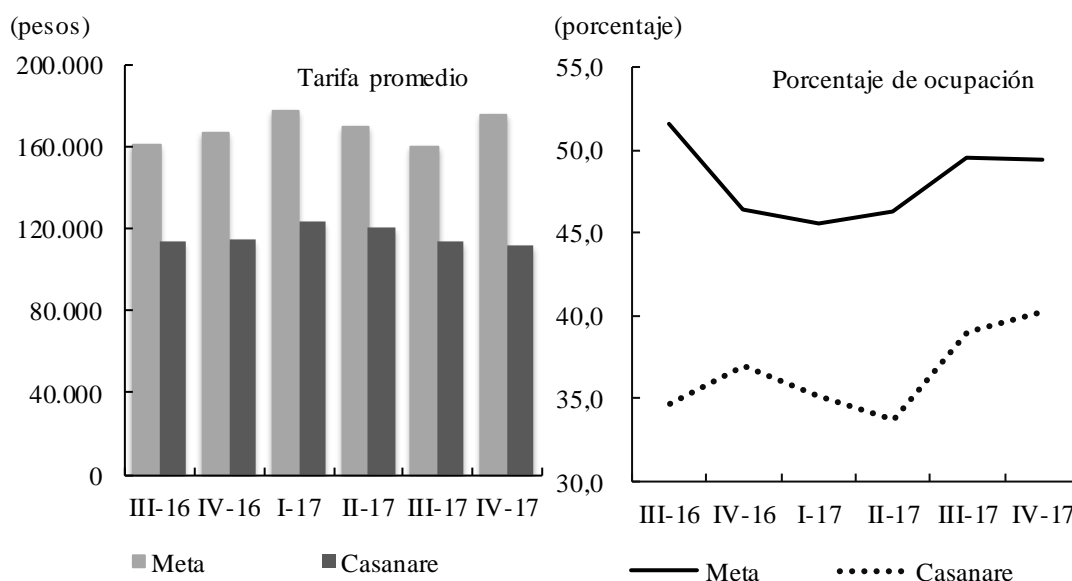 (pesos)
Tarifa promedio
200.000
160.000
120.000
80.000
40.000
0
III-16 IV-16 I-17 II-17 III-17 IV-17
Meta Casanare
(porcentaje)
Porcentaje de ocupación
55,0
50,0
45,0
40,0
35,0
30,0
III-16 IV-16 I-17 II-17 III-17 IV-17
Meta Casanare